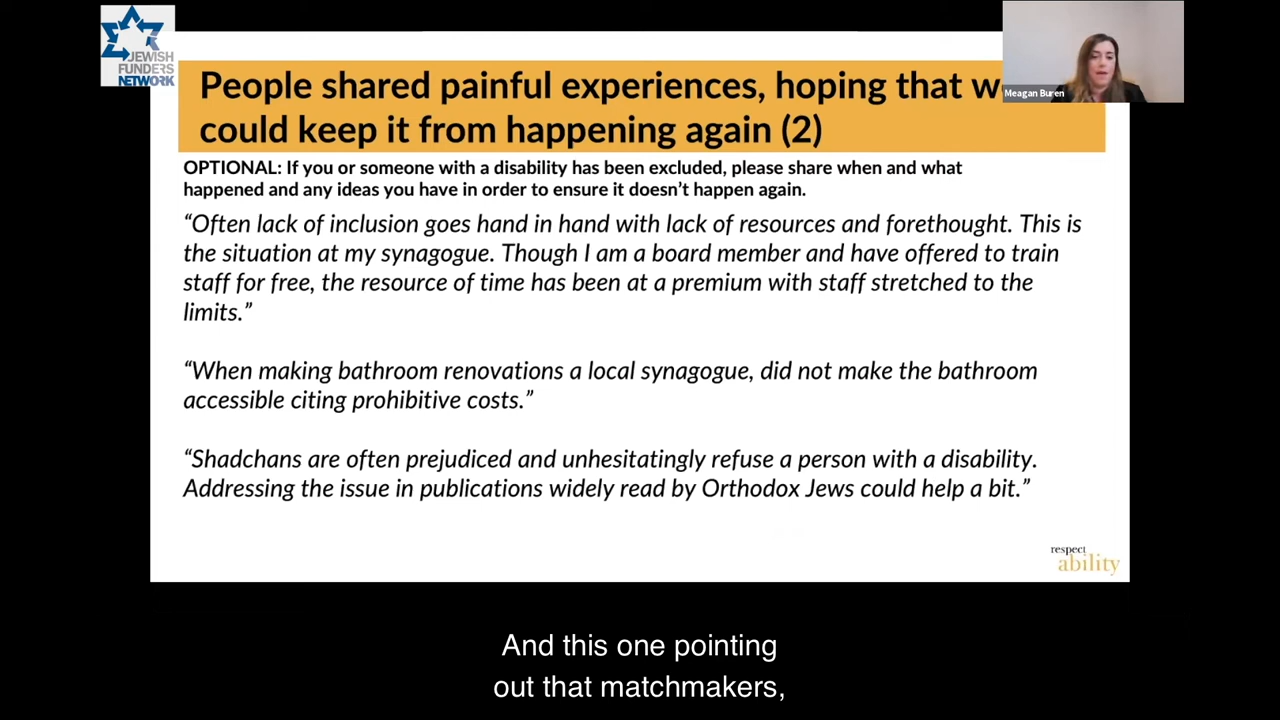 JEWISH
FUNDERS
NETWORK
Meagan Buren
People shared painful experiences, hoping that w
could keep it from happening again (2)
OPTIONAL: If you or someone with a disability has been excluded, please share when and what
happened and any ideas you have in order to ensure it doesn’t happen again.
“Often lack of inclusion goes hand in hand with lack of resources and forethought. This is
the situation at my synagogue. Though I am a board member and have offered to train
staff for free, the resource of time has been at a premium with staff stretched to the
limits.”
“When making bathroom renovations a local synagogue, did not make the bathroom
accessible citing prohibitive costs.”
“Shadchans are often prejudiced and unhesitatingly refuse a person with a disability.
Addressing the issue in publications widely read by Orthodox Jews could help a bit.”
respect
ability
And this one pointing
out that matchmakers,